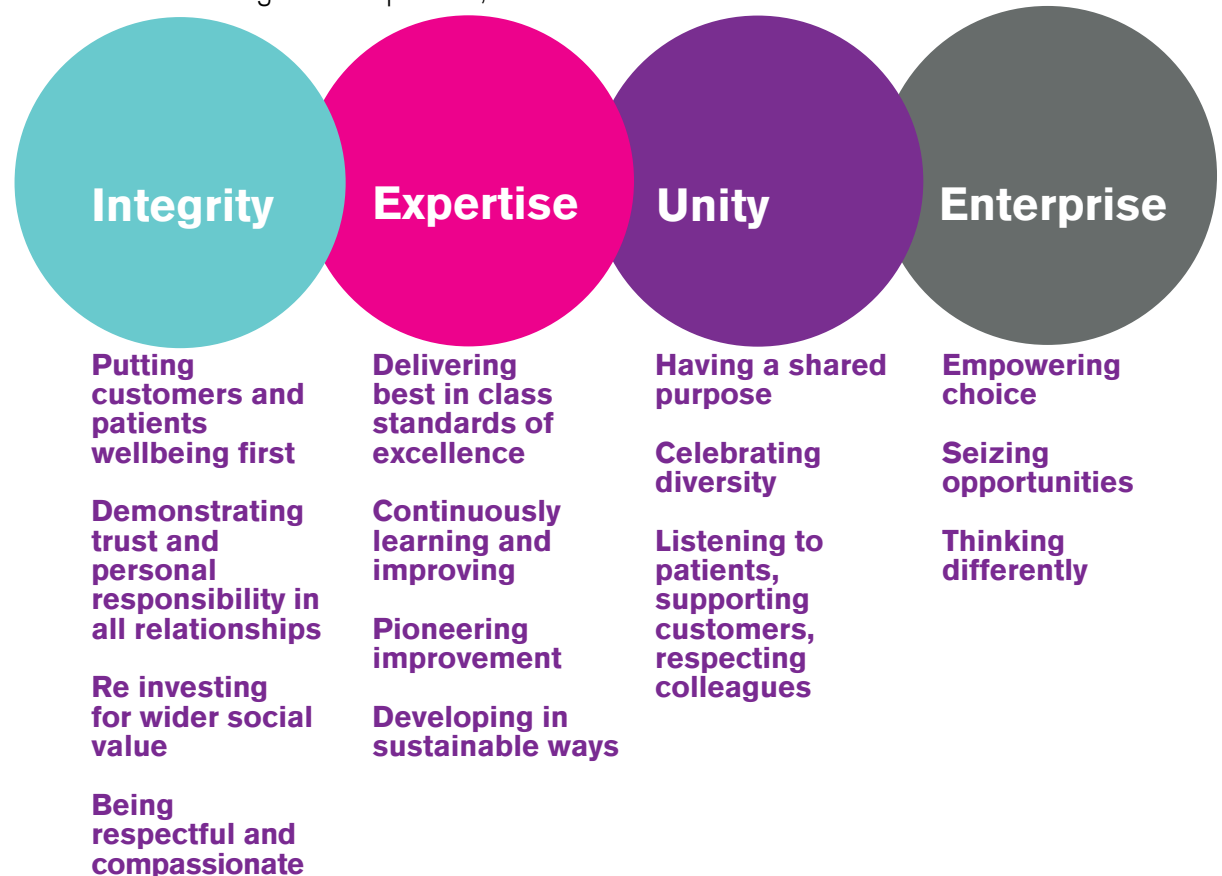 Integrity
Expertise
Unity
Enterprise
Putting
customers and
patients
wellbeing first
Demonstrating
trust and
personal
responsibility in
all relationships
Re investing
for wider social
value
Being
respectful and
compassionate
Delivering
best in class
standards of
excellence
Continuously
learning and
improving
Pioneering
improvement
Developing in
sustainable ways
Having a shared
purpose
Celebrating
diversity
Listening to
patients,
supporting
customers,
respecting
colleagues
Empowering
choice
Seizing
opportunities
Thinking
differently